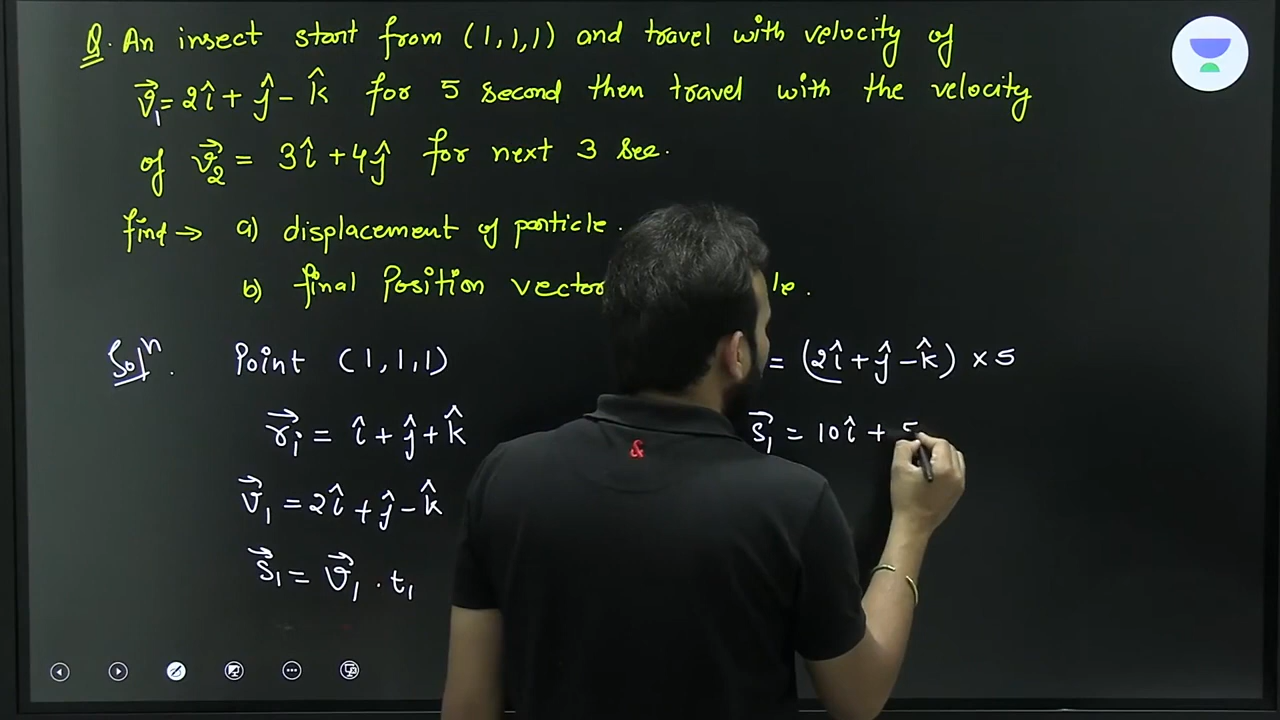 Q. An insect start from (1,1,1) and travel with velocity of
v⃗₁ = 2î + ĵ - k̂ for 5 second then travel with the velocity
of v⃗₂ = 3î + 4ĵ for next 3 sec.
find → a) displacement of particle.
b) final Position vector
Solⁿ. Point (1,1,1)
= (2î + ĵ - k̂) × 5
r⃗ᵢ = î + ĵ + k̂
s⃗₁ = 10î + 5
v⃗₁ = 2î + ĵ - k̂
s⃗₁ = v⃗₁ . t₁